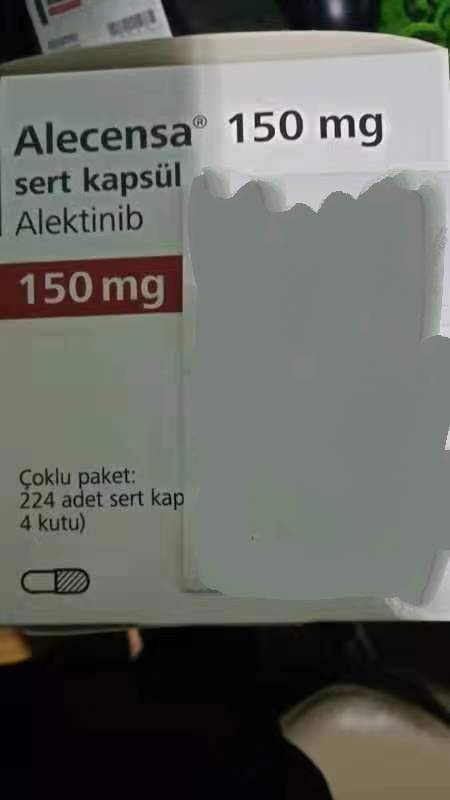 Alecensa® 150 mg
sert kapsül
Alektinib
150 mg
Çoklu paket:
224 adet sert kap
4 kutu)